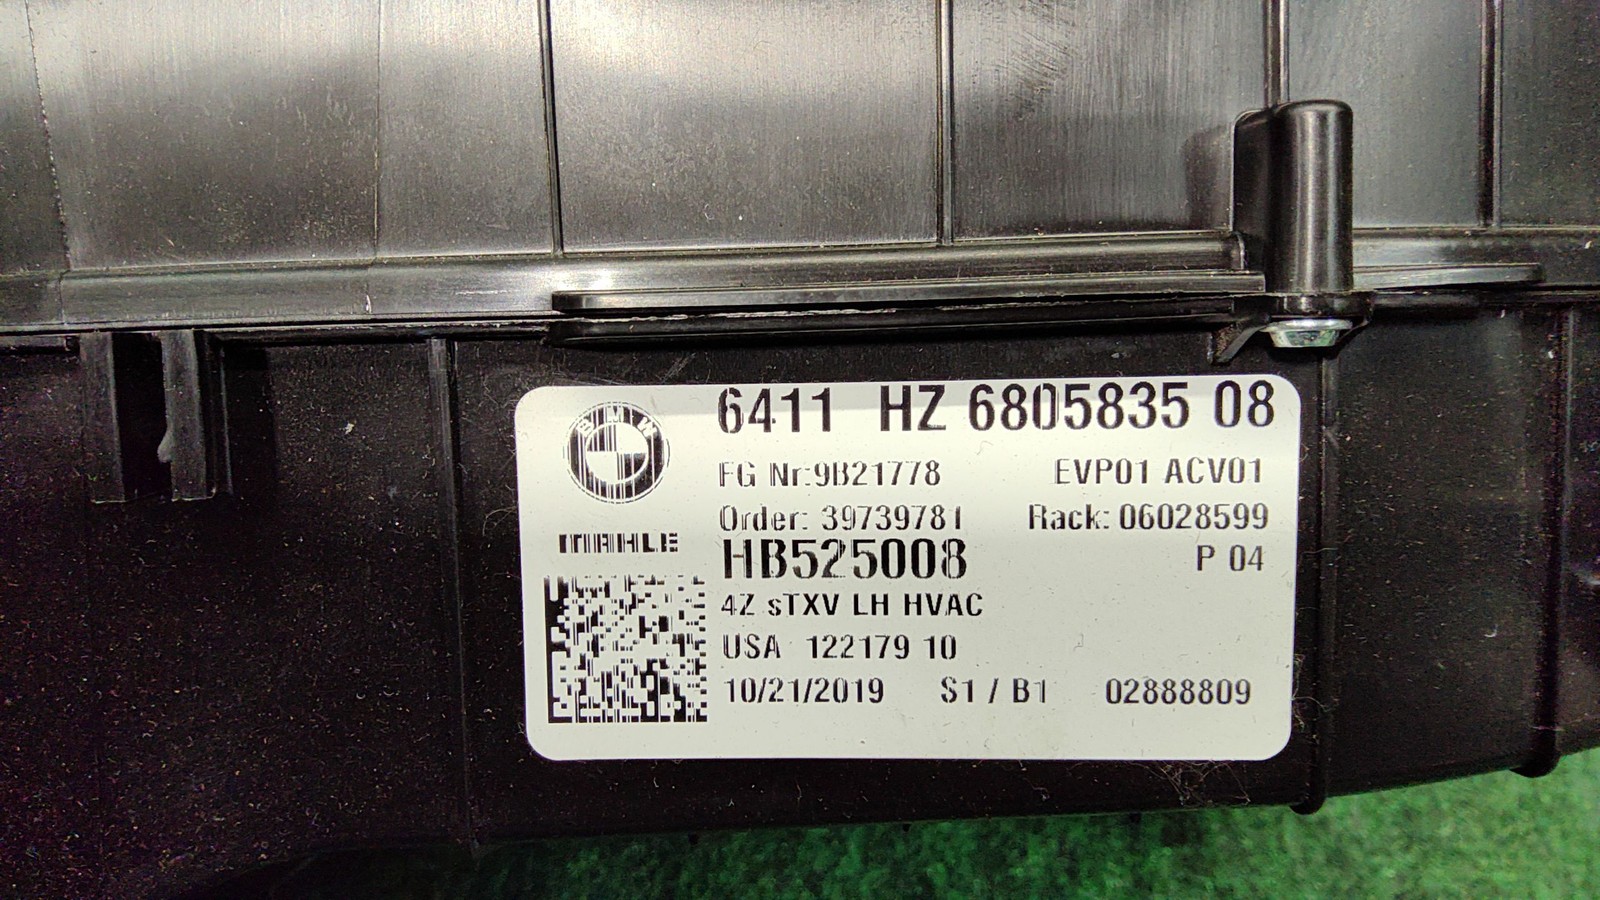 BMW
6411 HZ 6805835 08
FG Nr:9B21778 EVP01 ACV01
Order: 39739781 Rack: 06028599
MAHLE
HB525008 P 04
4Z sTXV LH HVAC
USA 122179 10
10/21/2019 S1 / B1 02888809